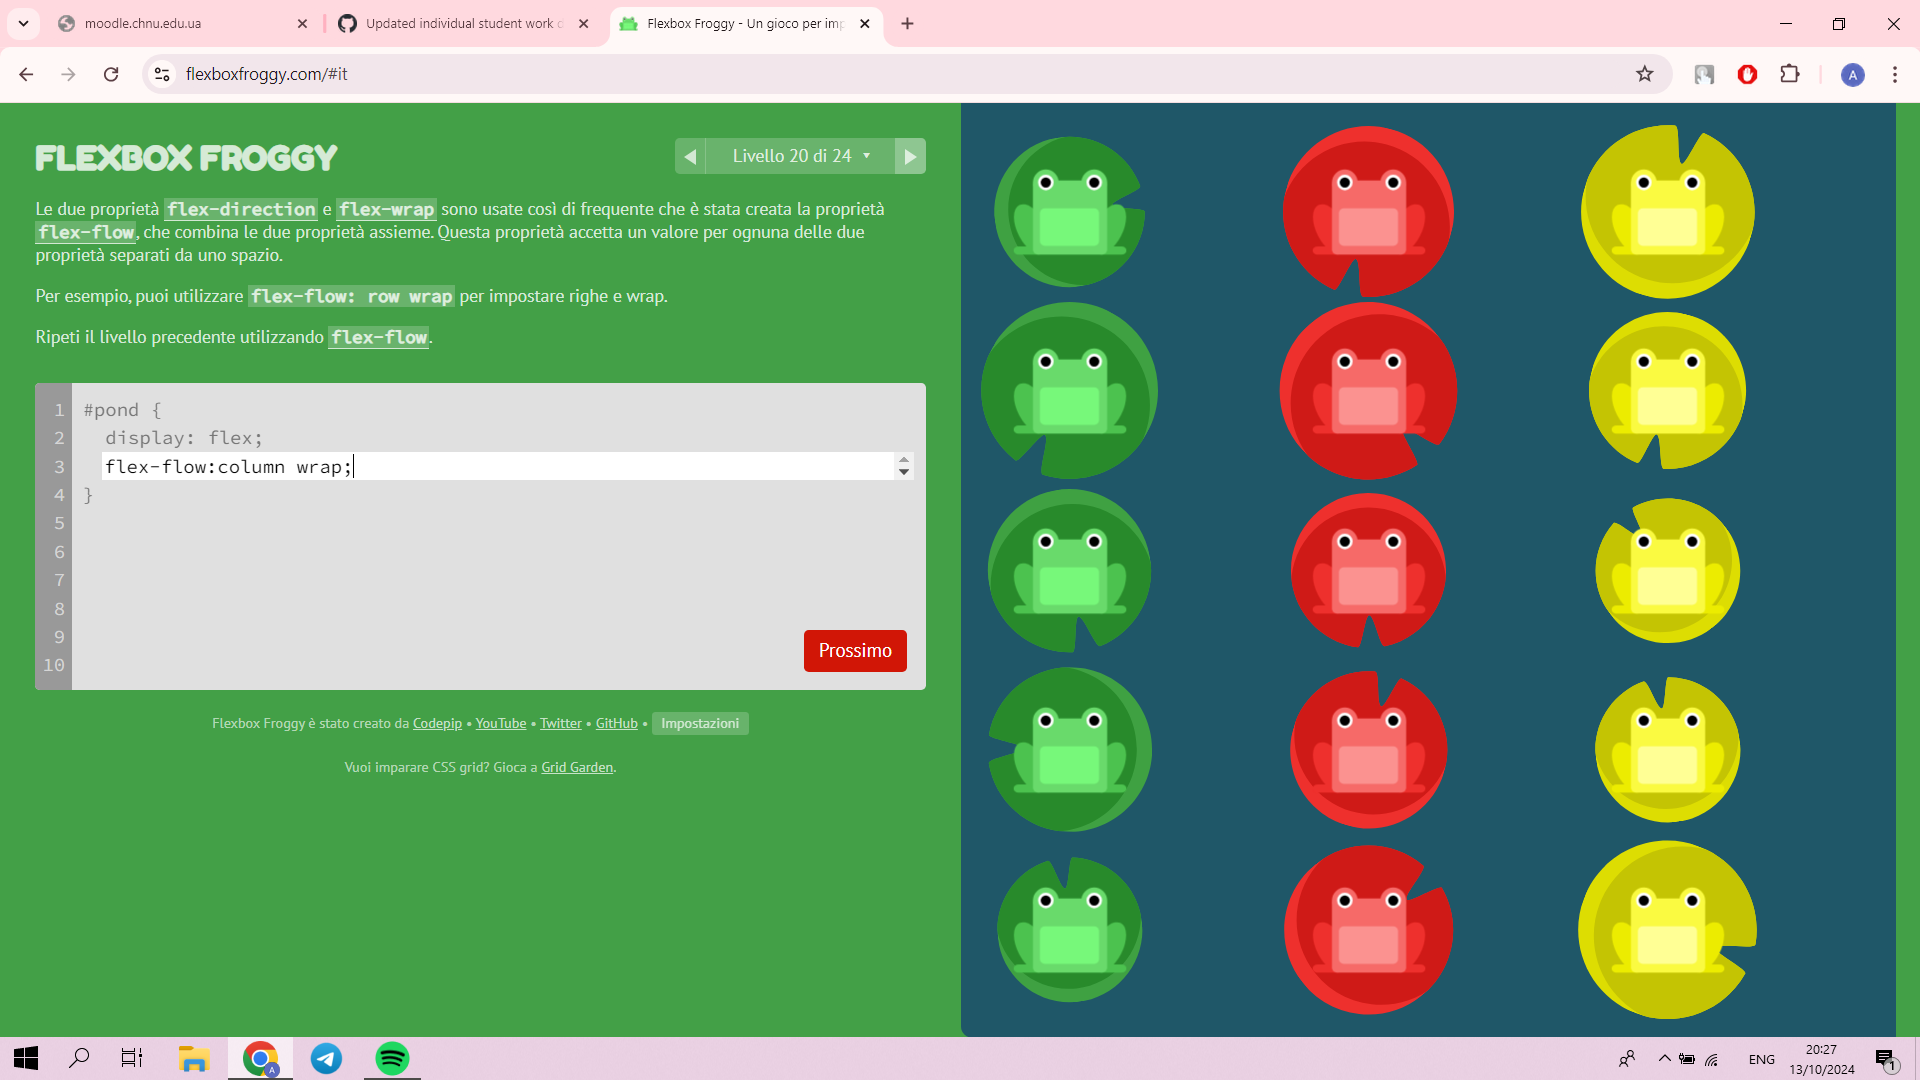 moodle.chnu.edu.ua
Updated individual student work d
Flexbox Froggy - Un gioco per imp
flexboxfroggy.com/#it
A
FLEXBOX FROGGY
Livello 20 di 24
Le due proprietà flex-direction e flex-wrap sono usate così di frequente che è stata creata la proprietà
flex-flow, che combina le due proprietà assieme. Questa proprietà accetta un valore per ognuna delle due
proprietà separati da uno spazio.
Per esempio, puoi utilizzare flex-flow: row wrap per impostare righe e wrap.
Ripeti il livello precedente utilizzando flex-flow.
1 #pond {
2 display: flex;
3 flex-flow:column wrap;
4 }
5
6
7
8
9
10
Prossimo
Flexbox Froggy è stato creato da Codepip • YouTube • Twitter • GitHub • Impostazioni
Vuoi imparare CSS grid? Gioca a Grid Garden.
A
ENG
20:27
13/10/2024
1